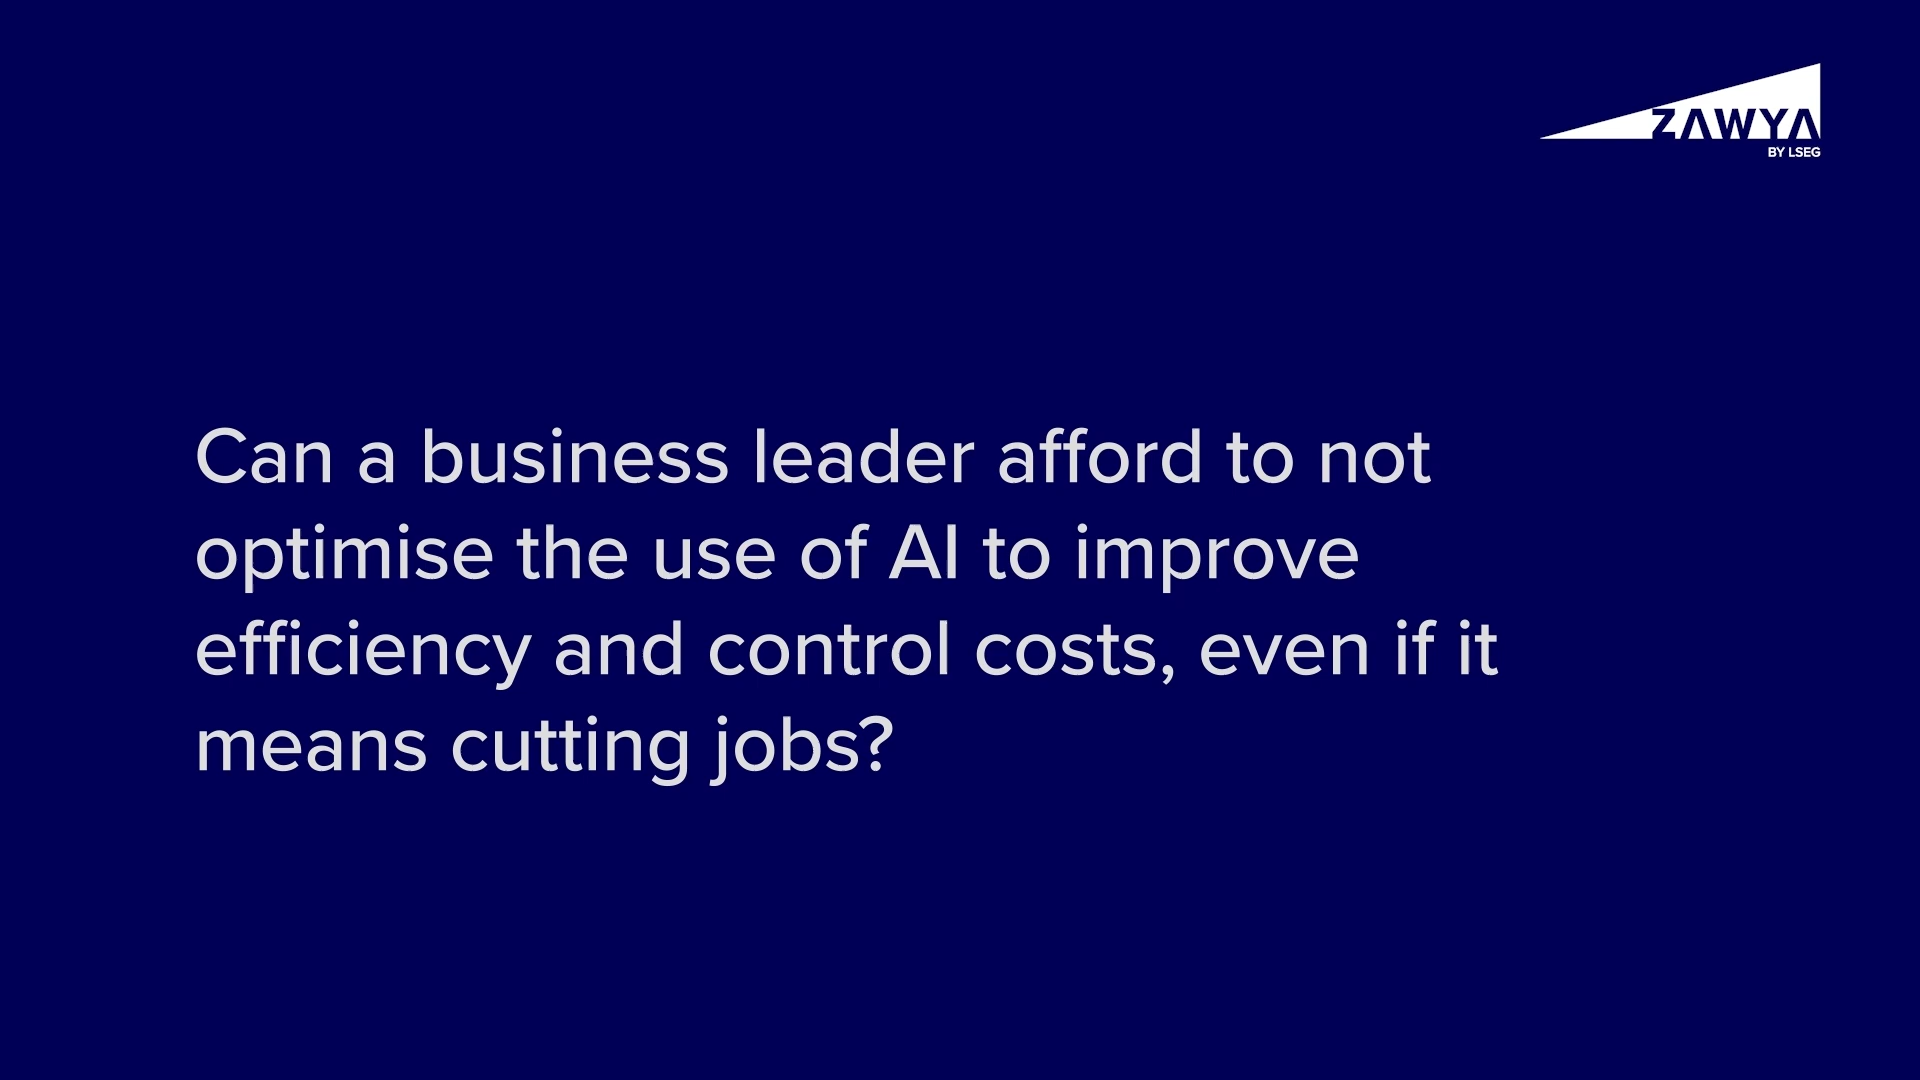 ZAWYA
BY LSEG
Can a business leader afford to not
optimise the use of AI to improve
efficiency and control costs, even if it
means cutting jobs?